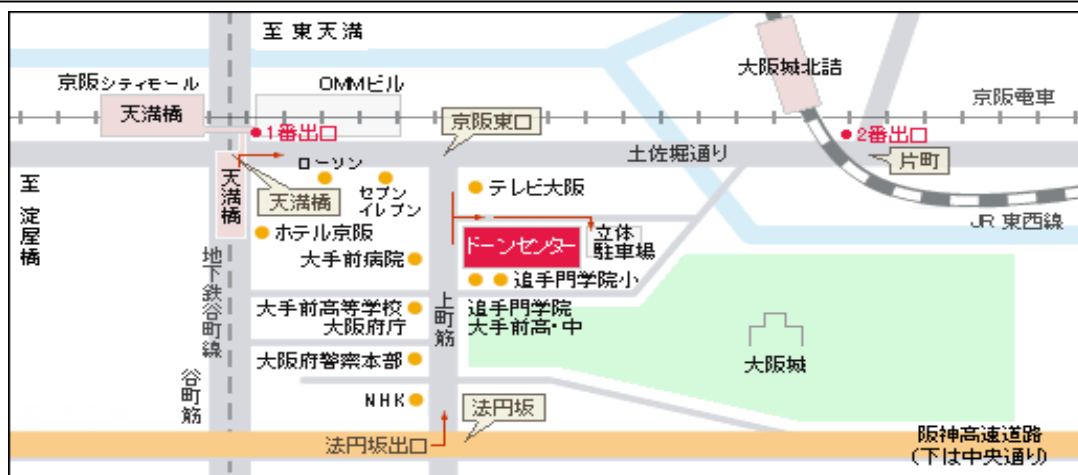 至 東天満
京阪シティモール
OMMビル
大阪城北詰
天満橋
京阪電車
1番出口
京阪東口
2番出口
土佐堀通り
片町
ローソン
天満橋
天満橋
セブン
イレブン
テレビ大阪
至 淀屋橋
ホテル京阪
ドーンセンター
立体
駐車場
JR 東西線
大手前病院
追手門学院小
地下鉄谷町線
大手前高等学校
大阪府庁
上町筋
追手門学院
大手前高・中
大阪府警察本部
大阪城
谷町筋
NHK
法円坂
法円坂出口
阪神高速道路
(下は中央通り)